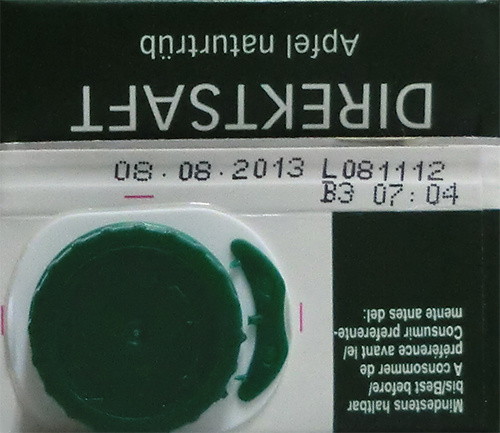 DIREKTSAFT
Apfel naturtrüb
08.08.2013 L081112
B3 07:04
Mindestens haltbar
bis/Best before/
A consommer de
préférence avant le/
Consumir preferente-
mente antes del: